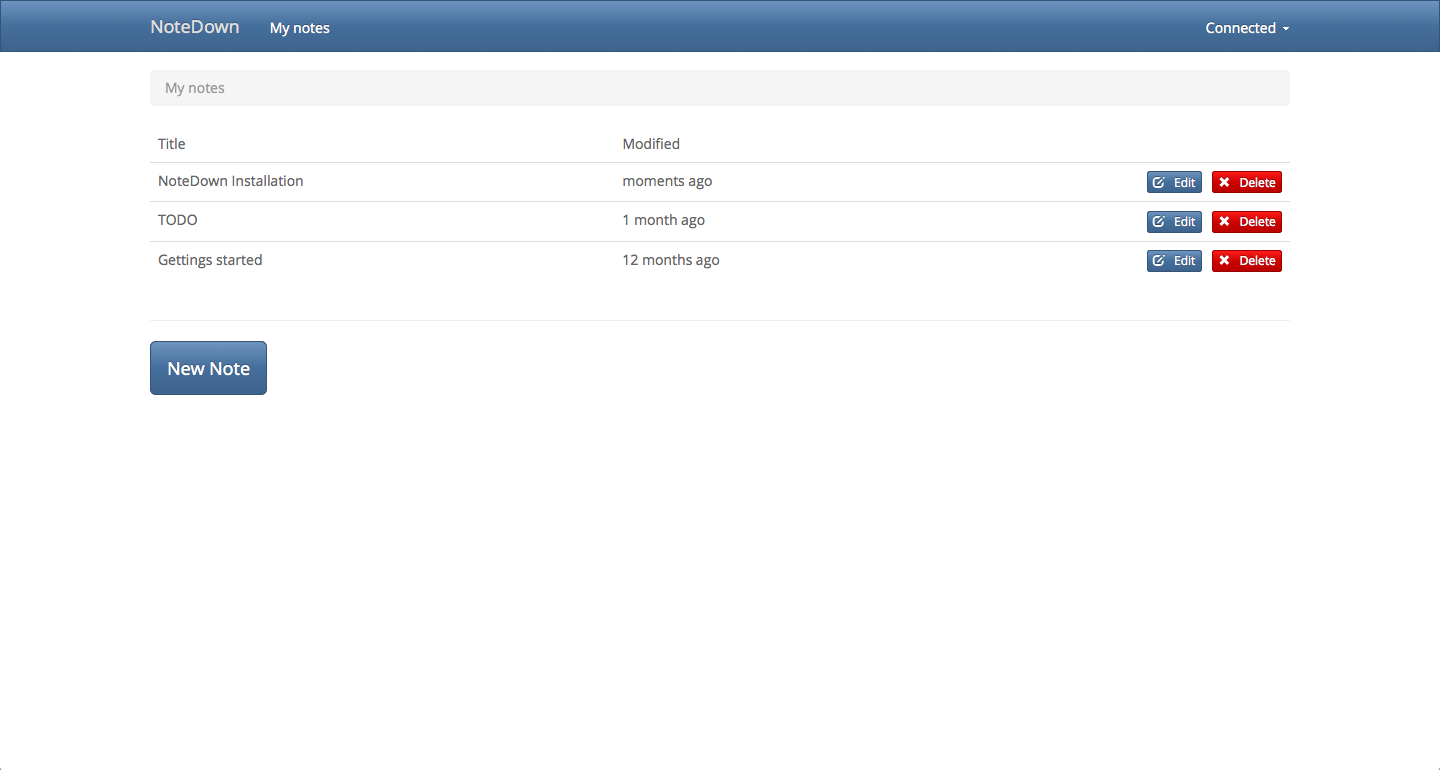 NoteDown My notes Connected
My notes
Title Modified
NoteDown Installation moments ago Edit Delete
TODO 1 month ago Edit Delete
Gettings started 12 months ago Edit Delete
New Note